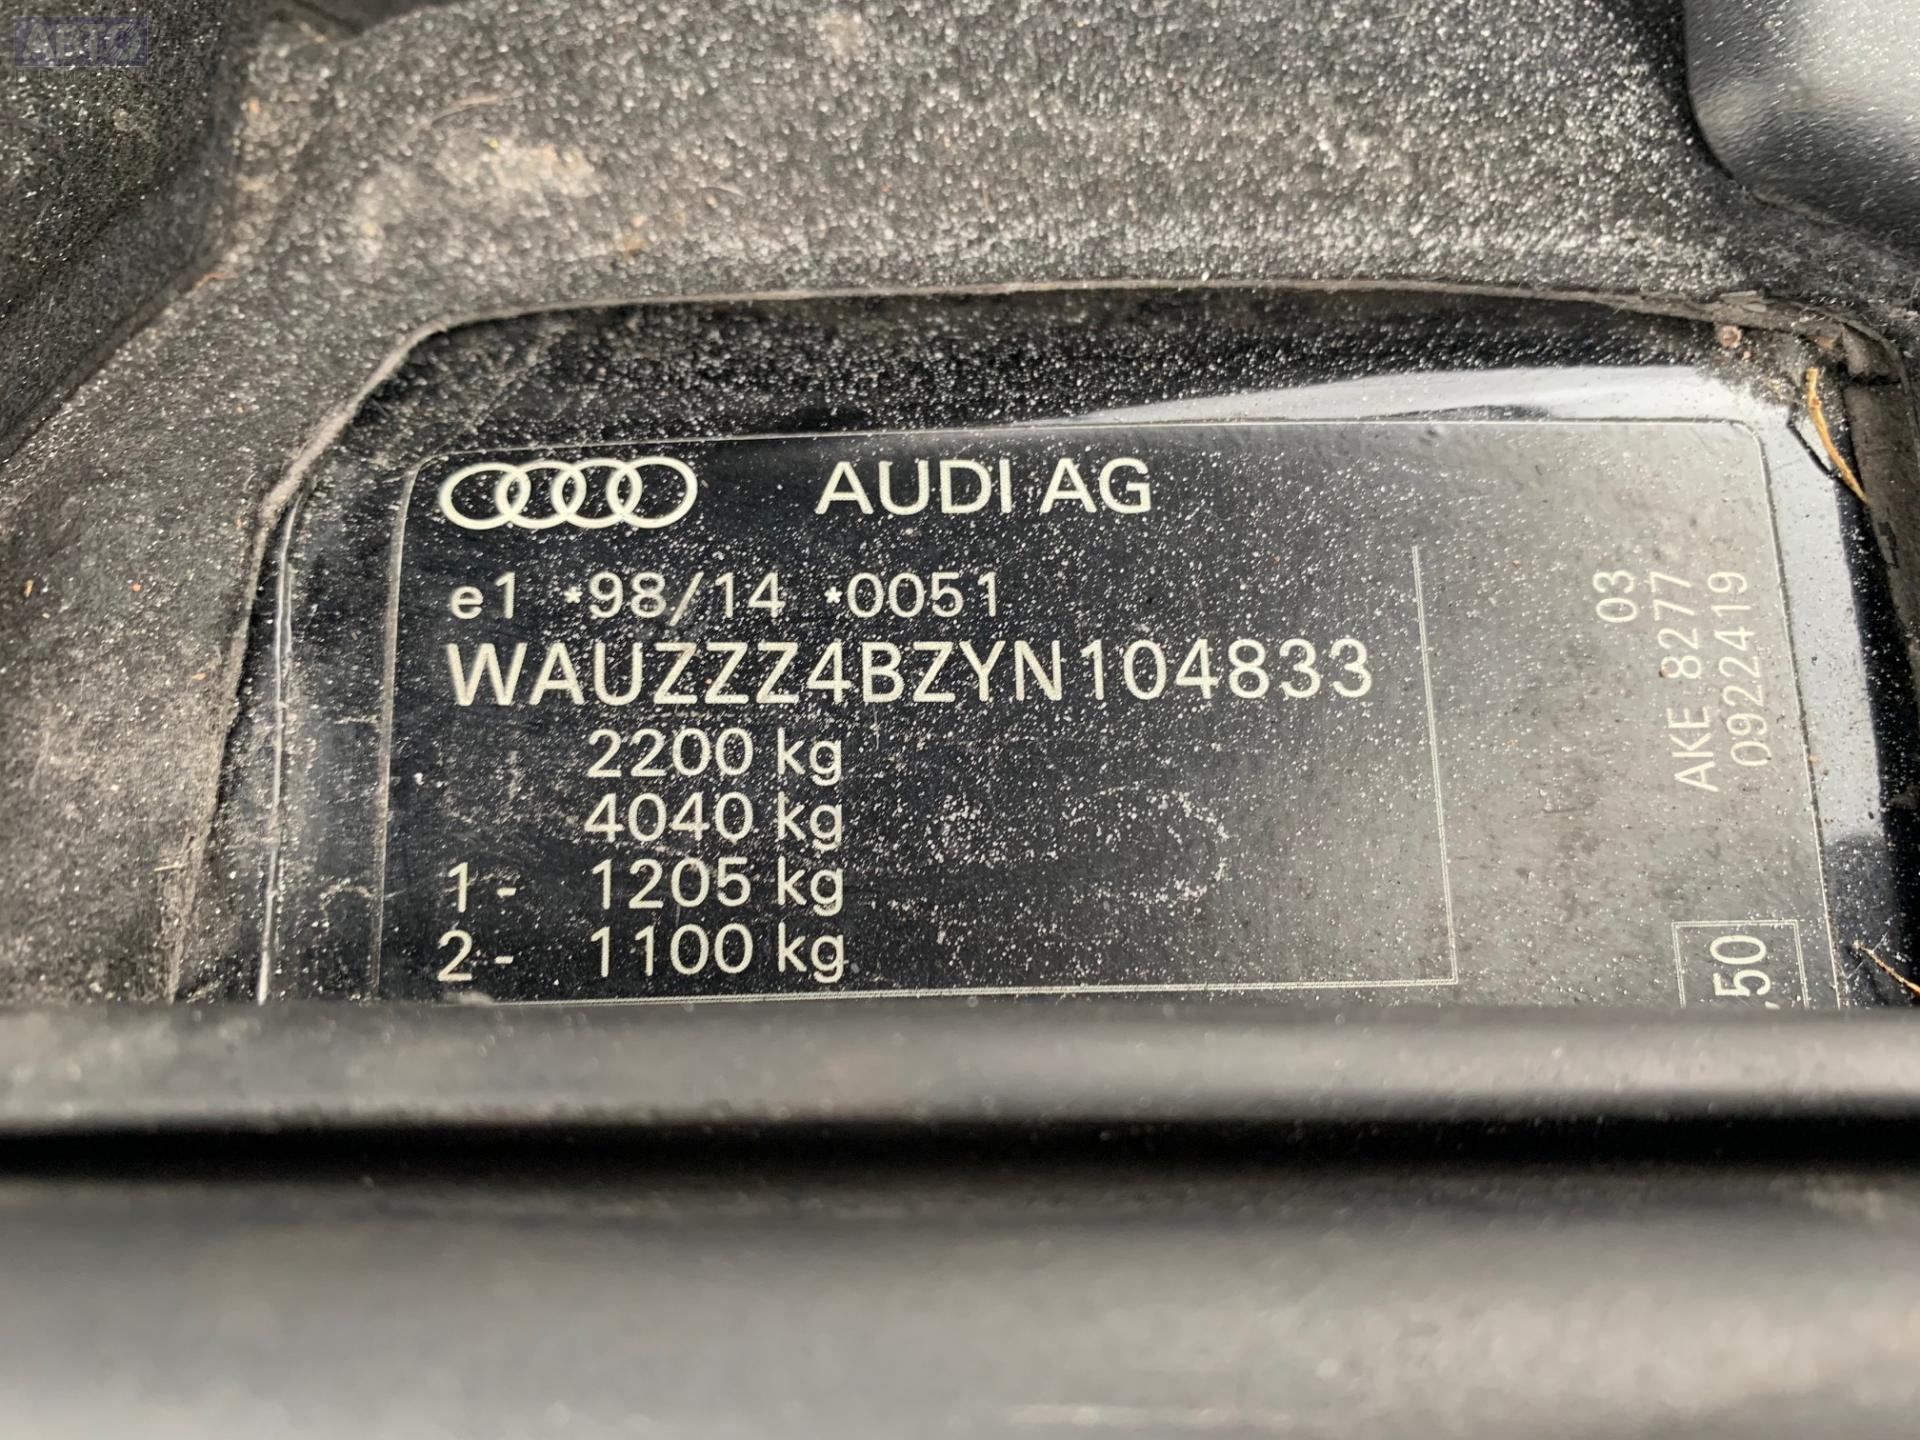 AUDI AG
e1 *98/14 *0051
WAUZZZ4BZYN104833
2200 kg
4040 kg
1- 1205 kg
2- 1100 kg
03
AKE 8277
0922419
,50